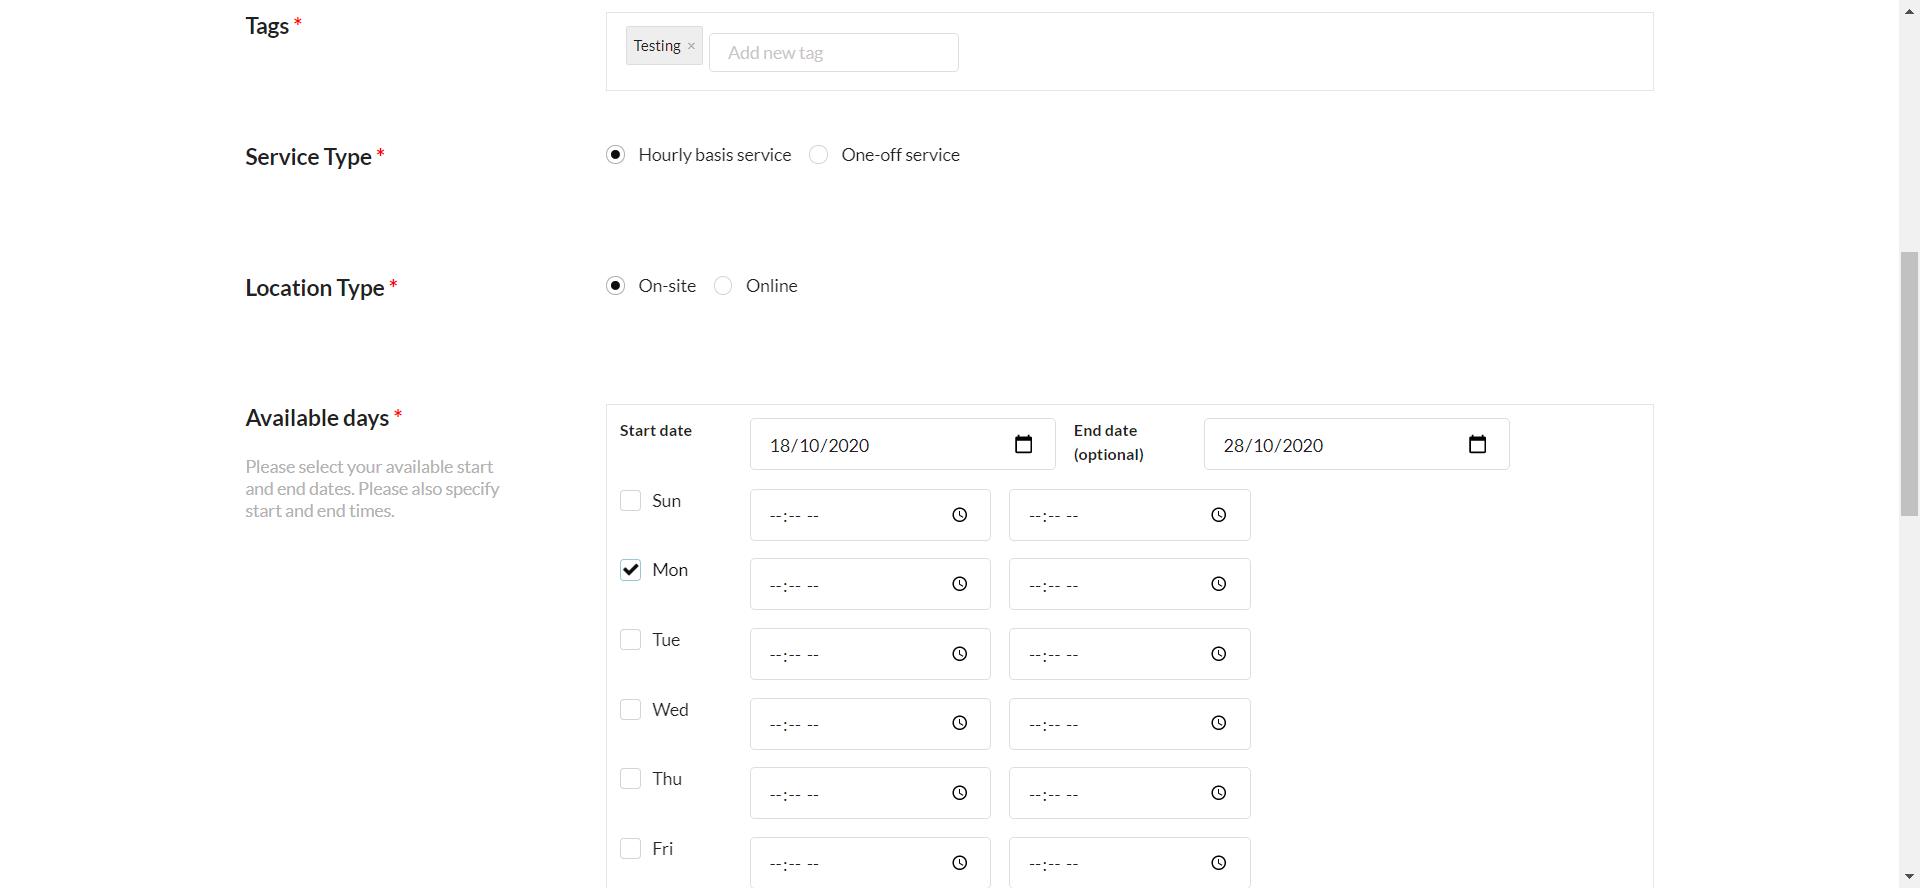 Tags *
Testing ×
Add new tag
Service Type *
Hourly basis service
One-off service
Location Type *
On-site
Online
Available days *
Please select your available start
and end dates. Please also specify
start and end times.
Start date
18/10/2020
End date
(optional)
28/10/2020
Sun
--:-- --
--:-- --
Mon
--:-- --
--:-- --
Tue
--:-- --
--:-- --
Wed
--:-- --
--:-- --
Thu
--:-- --
--:-- --
Fri
--:-- --
--:-- --